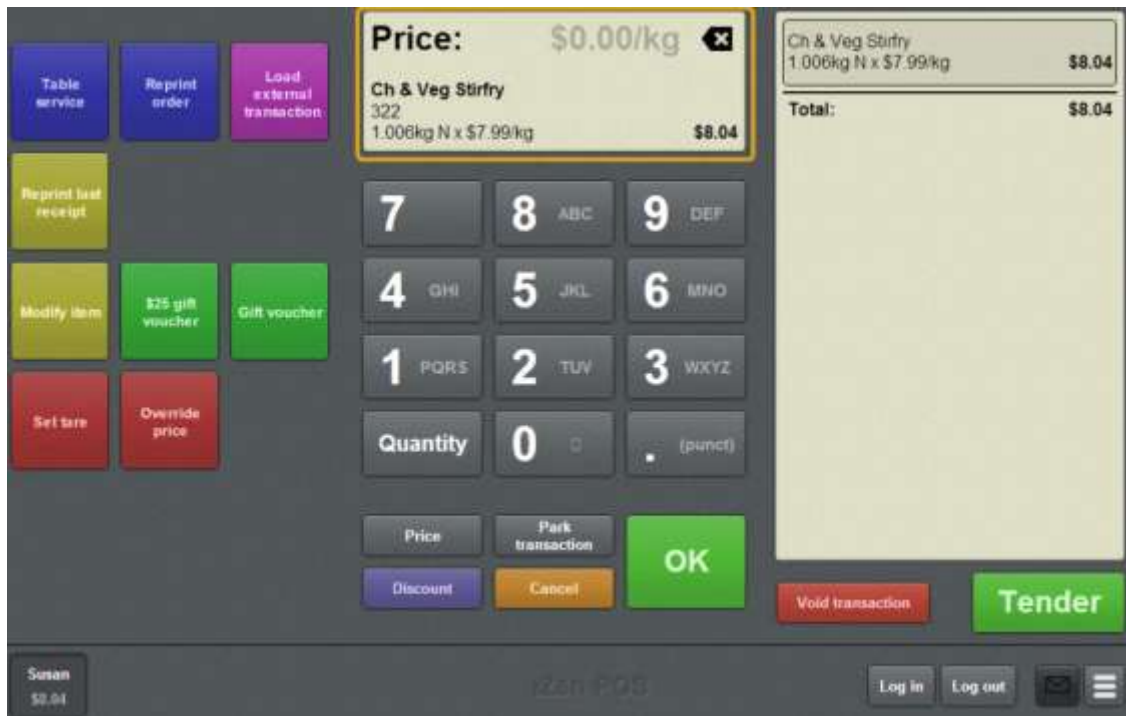 Table
service
Reprint
order
Load
external
transaction
Reprint last
receipt
Modify item
$25 gift
voucher
Gift voucher
Set tare
Override
price
Price: $0.00/kg
Ch & Veg Stirfry
322
1.006kg N x $7.99/kg $8.04
7
8 ABC
9 DEF
4 GHI
5 JKL
6 MNO
1 PQRS
2 TUV
3 WXYZ
Quantity
0
. (punct)
Price
Park
transaction
OK
Discount
Cancel
Ch & Veg Stirfry
1.006kg N x $7.99/kg $8.04
Total: $8.04
Void transaction
Tender
Susan
$8.04
POS
Log in
Log out